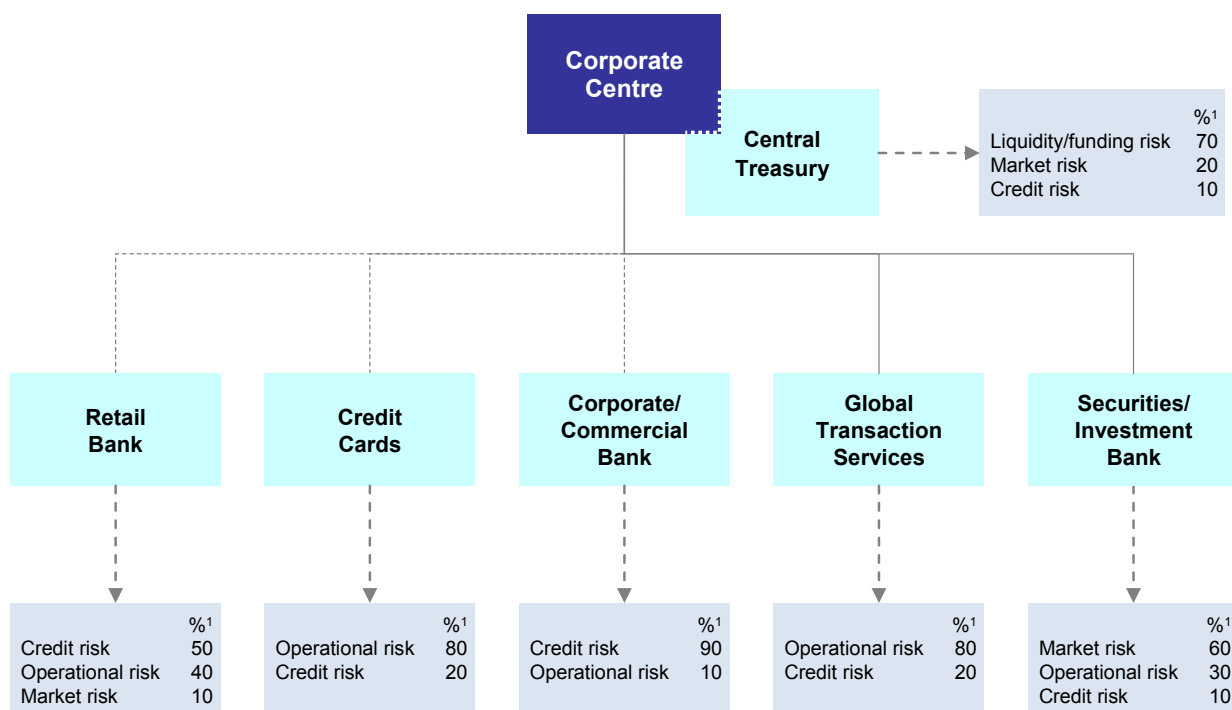 Corporate
Centre
Central
Treasury
%¹
Liquidity/funding risk 70
Market risk 20
Credit risk 10
Retail
Bank
Credit
Cards
Corporate/
Commercial
Bank
Global
Transaction
Services
Securities/
Investment
Bank
%¹
Credit risk 50
Operational risk 40
Market risk 10
%¹
Operational risk 80
Credit risk 20
%¹
Credit risk 90
Operational risk 10
%¹
Operational risk 80
Credit risk 20
%¹
Market risk 60
Operational risk 30
Credit risk 10